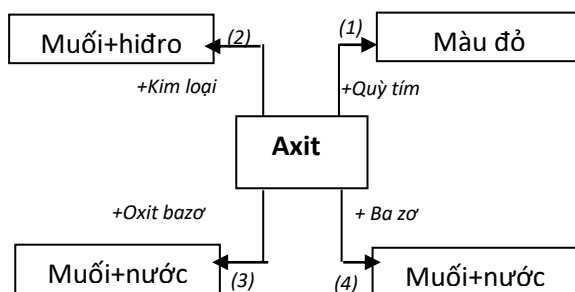 Muối+hiđro
(2)
(1)
Màu đỏ
+Kim loại
+Quỳ tím
Axit
+Oxit bazơ
+ Ba zơ
Muối+nước
(3)
(4)
Muối+nước